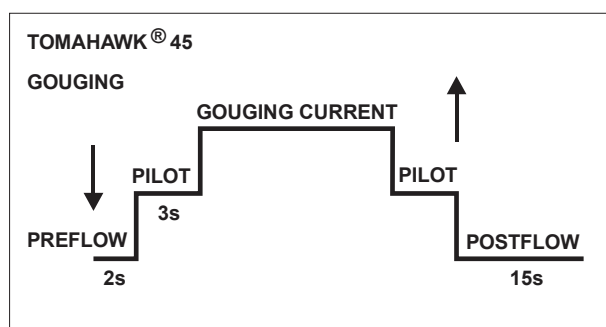 TOMAHAWK® 45
GOUGING
GOUGING CURRENT
PILOT
PILOT
3s
PREFLOW
POSTFLOW
2s
15s